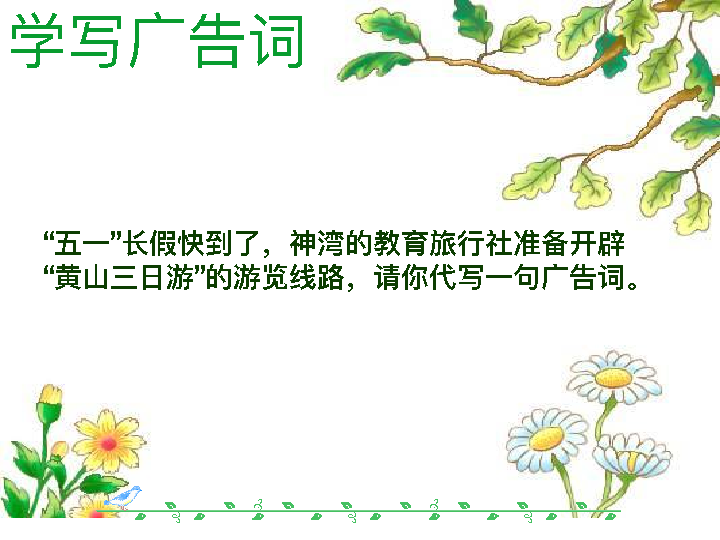 学写广告词
“五一”长假快到了，神湾的教育旅行社准备开辟
“黄山三日游”的游览线路，请你代写一句广告词。